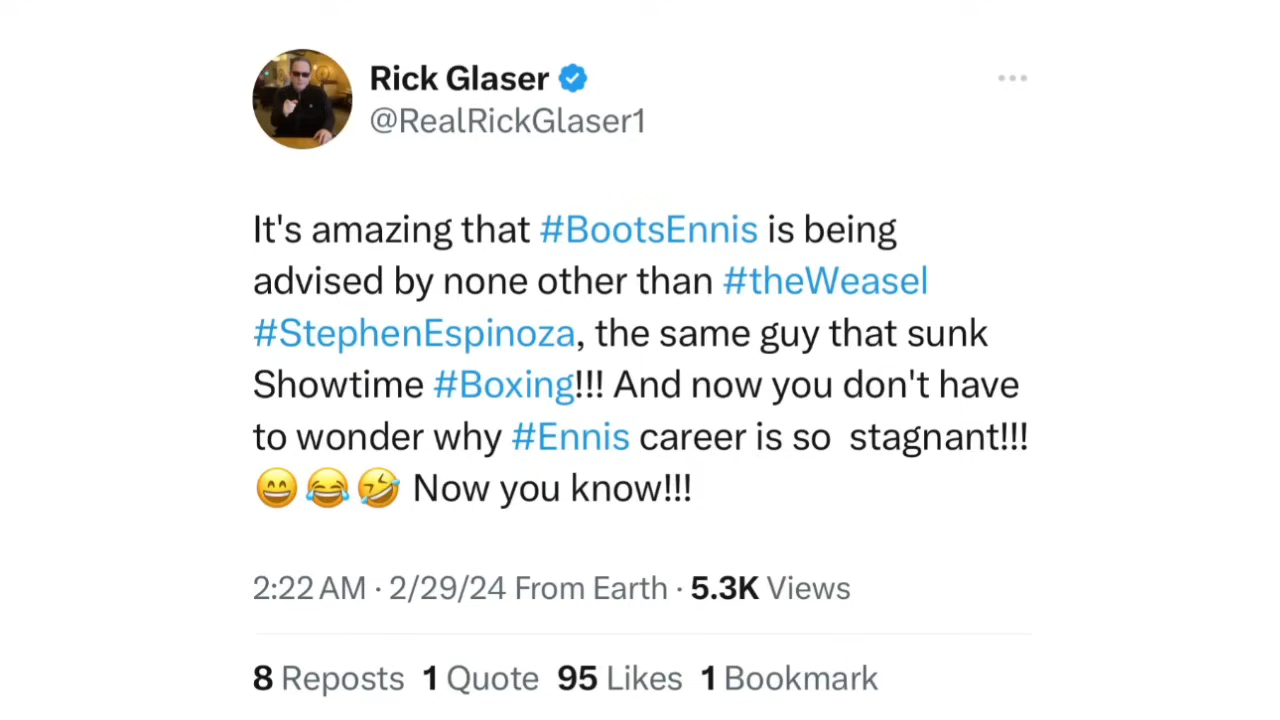 Rick Glaser
@RealRickGlaser1
It's amazing that #BootsEnnis is being
advised by none other than #theWeasel
#StephenEspinoza, the same guy that sunk
Showtime #Boxing!!! And now you don't have
to wonder why #Ennis career is so  stagnant!!!
😄😂🤣 Now you know!!!
2:22 AM · 2/29/24 From Earth · 5.3K Views
8 Reposts 1 Quote 95 Likes 1 Bookmark